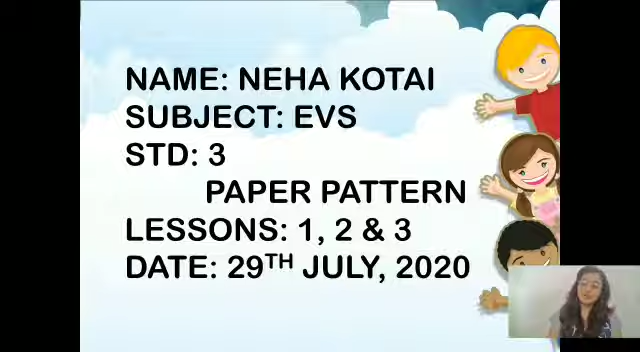 NAME: NEHA KOTAI
SUBJECT: EVS
STD: 3
PAPER PATTERN
LESSONS: 1, 2 & 3
DATE: 29TH JULY, 2020